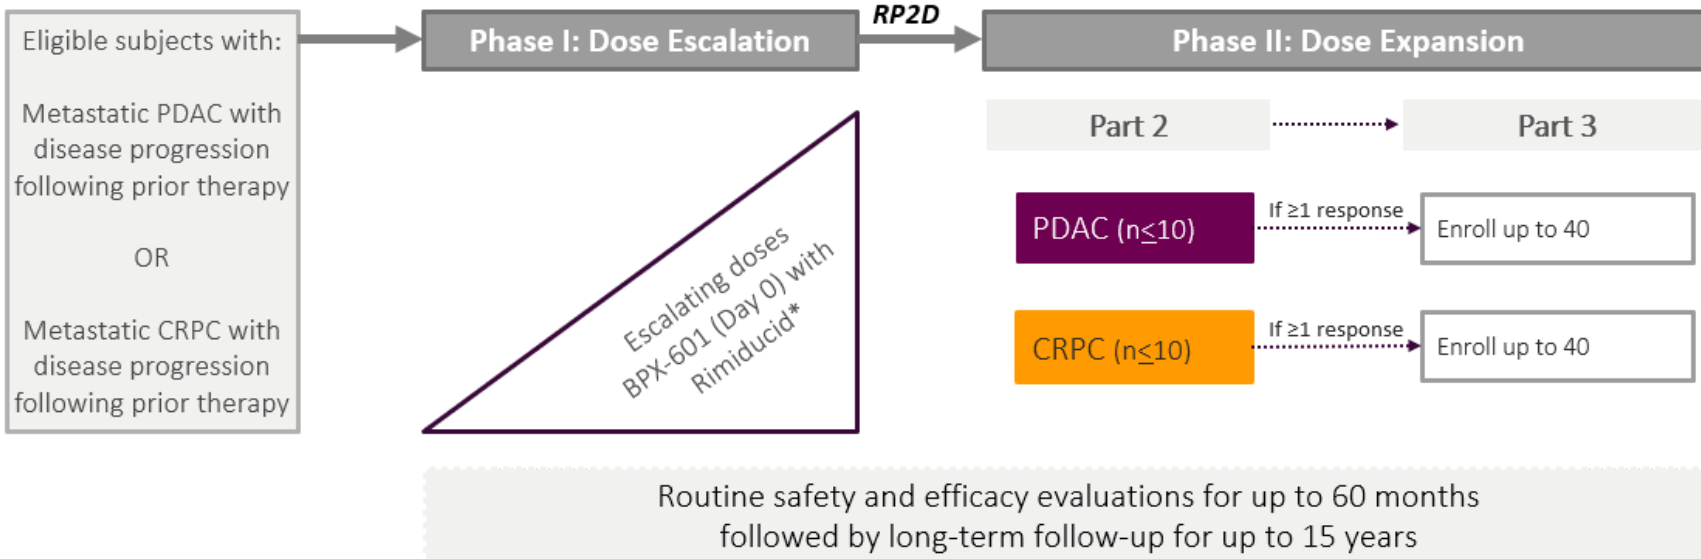 Eligible subjects with:
Metastatic PDAC with
disease progression
following prior therapy
OR
Metastatic CRPC with
disease progression
following prior therapy
Phase I: Dose Escalation
RP2D
Phase II: Dose Expansion
Escalating doses
BPX-601 (Day 0) with
Rimiducid*
Part 2
Part 3
PDAC (n≤10)
If ≥1 response
Enroll up to 40
CRPC (n≤10)
If ≥1 response
Enroll up to 40
Routine safety and efficacy evaluations for up to 60 months
followed by long-term follow-up for up to 15 years